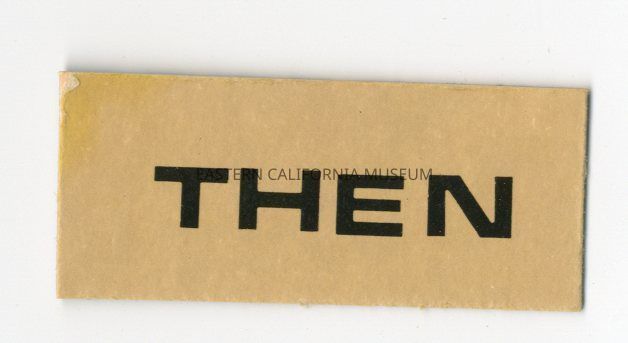 THEN
© EASTERN CALIFORNIA MUSEUM